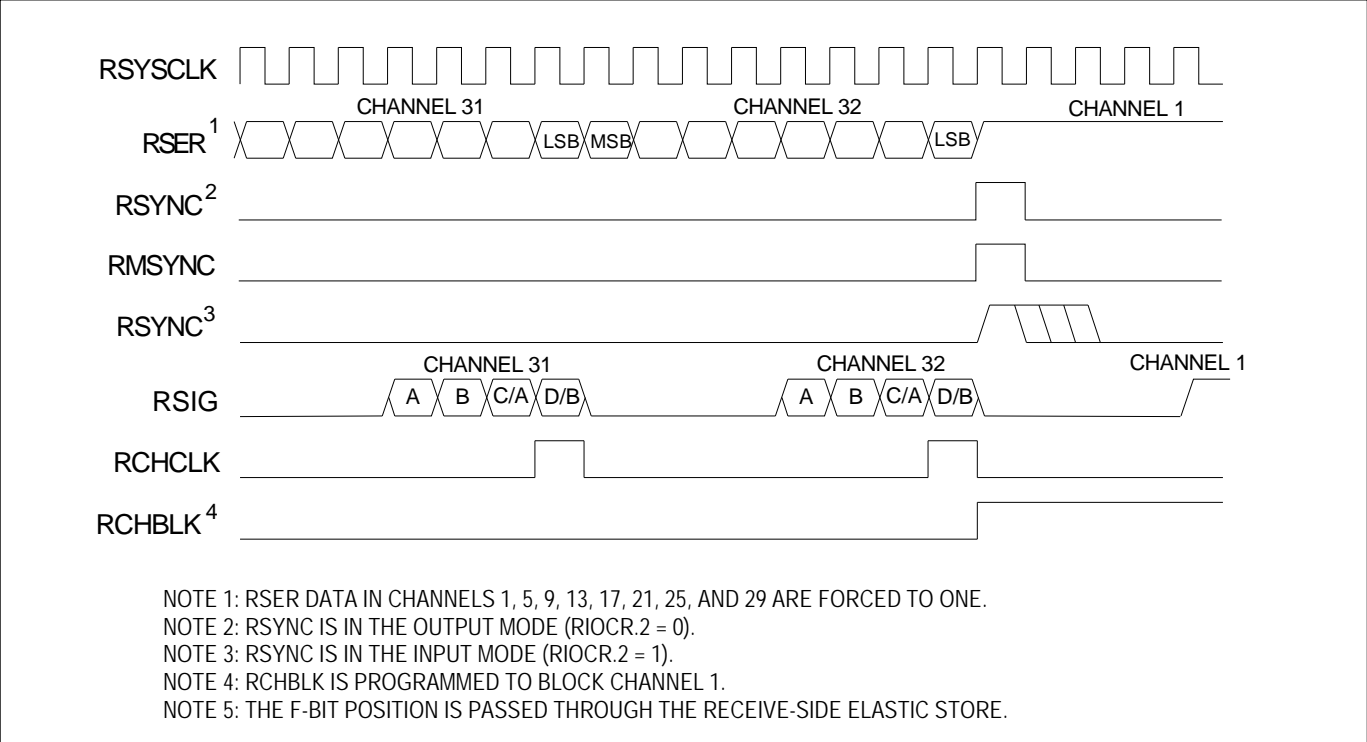 RSYSCLK
CHANNEL 31 CHANNEL 32 CHANNEL 1
RSER1 LSB MSB LSB
RSYNC2
RMSYNC
RSYNC3
CHANNEL 31 CHANNEL 32 CHANNEL 1
RSIG A B C/A D/B A B C/A D/B
RCHCLK
RCHBLK4
NOTE 1: RSER DATA IN CHANNELS 1, 5, 9, 13, 17, 21, 25, AND 29 ARE FORCED TO ONE.
NOTE 2: RSYNC IS IN THE OUTPUT MODE (RIOCR.2 = 0).
NOTE 3: RSYNC IS IN THE INPUT MODE (RIOCR.2 = 1).
NOTE 4: RCHBLK IS PROGRAMMED TO BLOCK CHANNEL 1.
NOTE 5: THE F-BIT POSITION IS PASSED THROUGH THE RECEIVE-SIDE ELASTIC STORE.